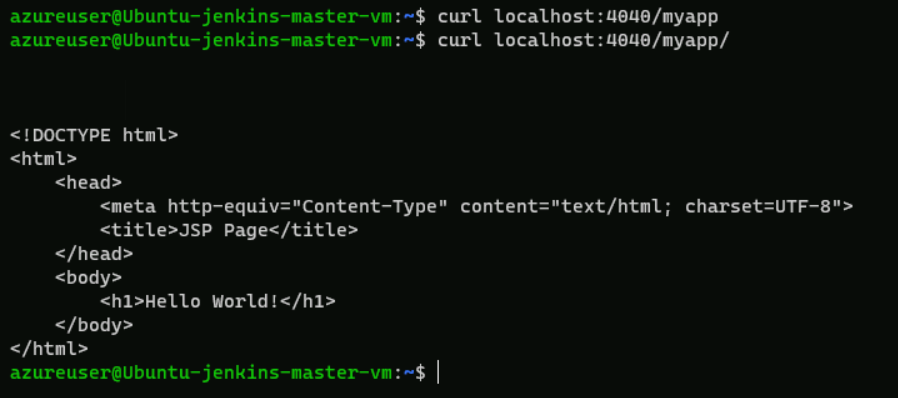 azureuser@Ubuntu-jenkins-master-vm:~$ curl localhost:4040/myapp
azureuser@Ubuntu-jenkins-master-vm:~$ curl localhost:4040/myapp/
<!DOCTYPE html>
<html>
    <head>
        <meta http-equiv="Content-Type" content="text/html; charset=UTF-8">
        <title>JSP Page</title>
    </head>
    <body>
        <h1>Hello World!</h1>
    </body>
</html>
azureuser@Ubuntu-jenkins-master-vm:~$